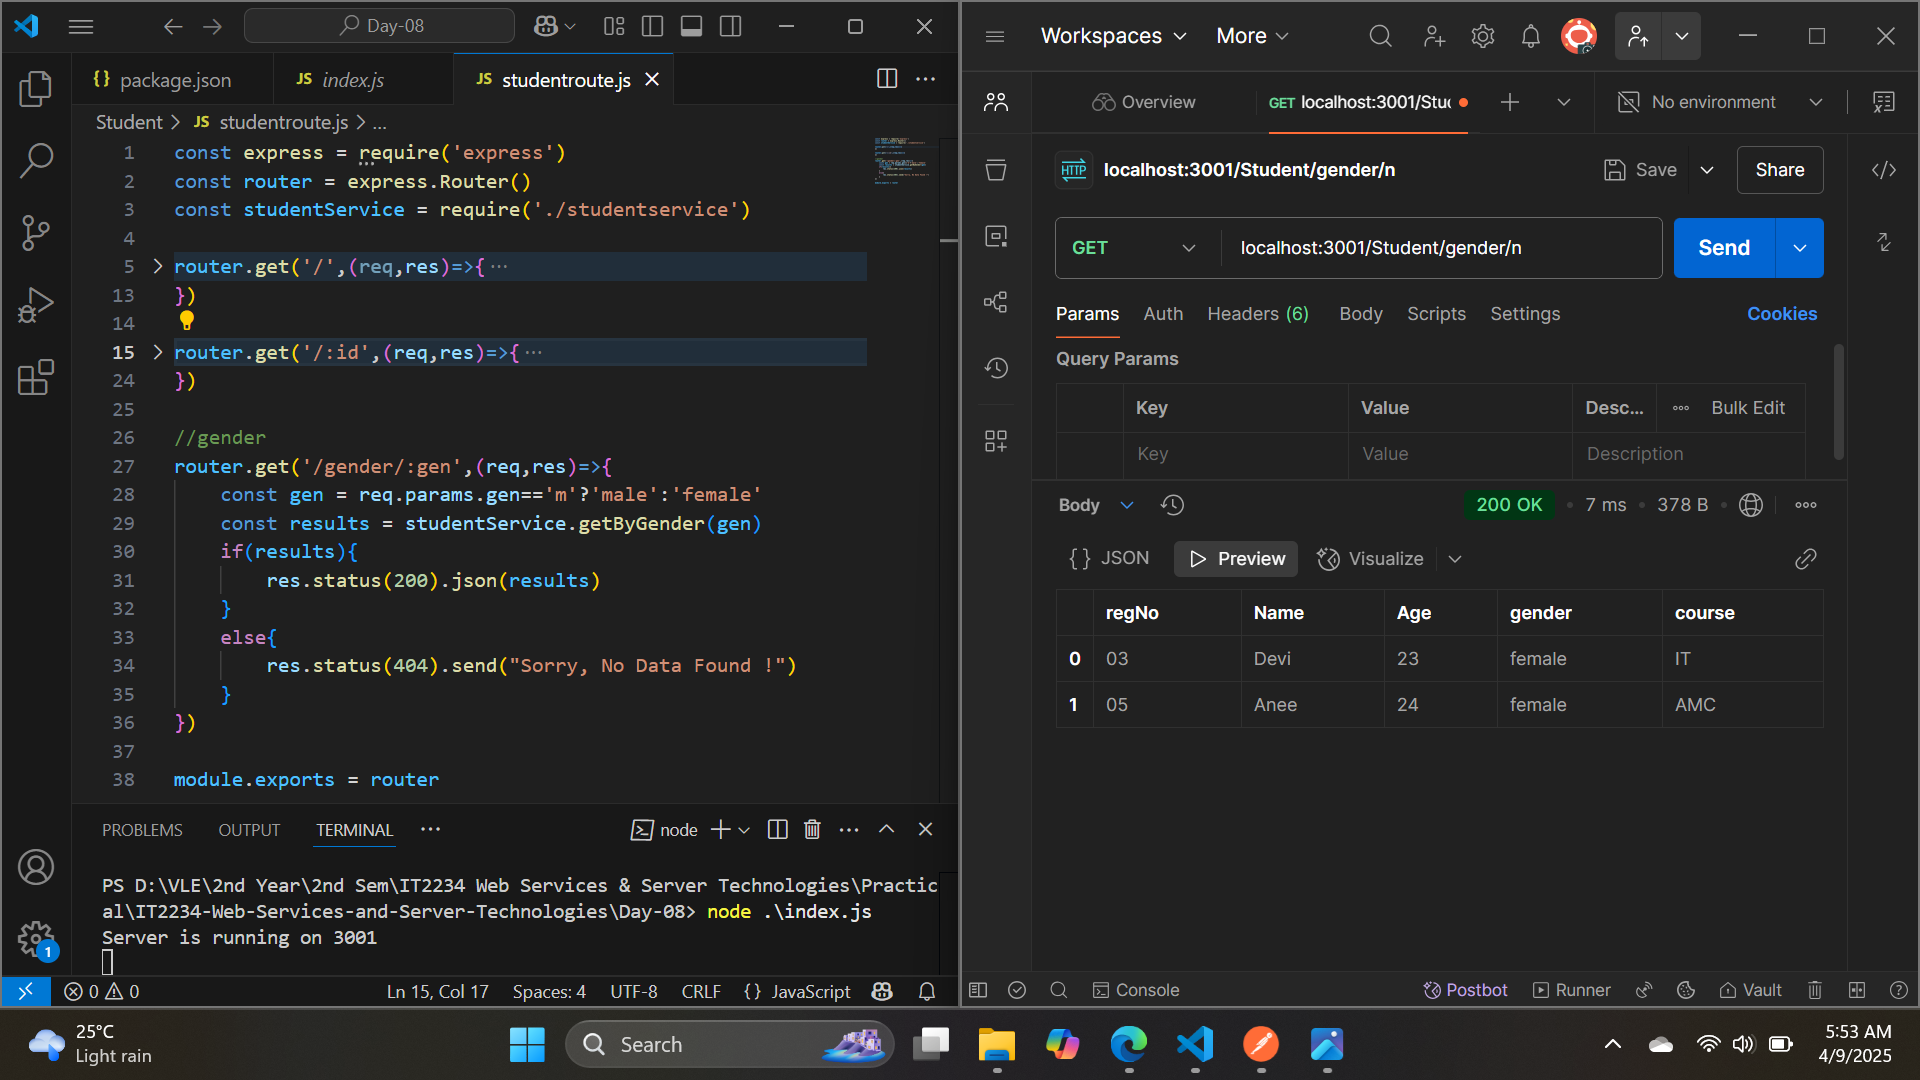 Day-08
package.json
JS index.js
JS studentroute.js
Student > JS studentroute.js > ...
1 const express = require('express')
2 const router = express.Router()
3 const studentService = require('./studentservice')
4
5 router.get('/',(req,res)=>{ ...
13 })
14
15 router.get('/:id',(req,res)=>{ ...
24 })
25
26 //gender
27 router.get('/gender/:gen',(req,res)=>{
28 const gen = req.params.gen=='m'?'male':'female'
29 const results = studentService.getByGender(gen)
30 if(results){
31 res.status(200).json(results)
32 }
33 else{
34 res.status(404).send("Sorry, No Data Found !")
35 }
36 })
37
38 module.exports = router
PROBLEMS OUTPUT TERMINAL ... node
PS D:\VLE\2nd Year\2nd Sem\IT2234 Web Services & Server Technologies\Practic
al\IT2234-Web-Services-and-Server-Technologies\Day-08> node .\index.js
Server is running on 3001
1
0 0 Ln 15, Col 17 Spaces: 4 UTF-8 CRLF {} JavaScript
Workspaces More
Overview GET localhost:3001/Stu No environment
HTTP localhost:3001/Student/gender/n Save Share
GET localhost:3001/Student/gender/n Send
Params Auth Headers (6) Body Scripts Settings Cookies
Query Params
Key Value Desc... Bulk Edit
Key Value Description
Body 200 OK 7 ms 378 B
{} JSON Preview Visualize
regNo Name Age gender course
0 03 Devi 23 female IT
1 05 Anee 24 female AMC
Console Postbot Runner Vault
25°C
Light rain
Search
5:53 AM
4/9/2025